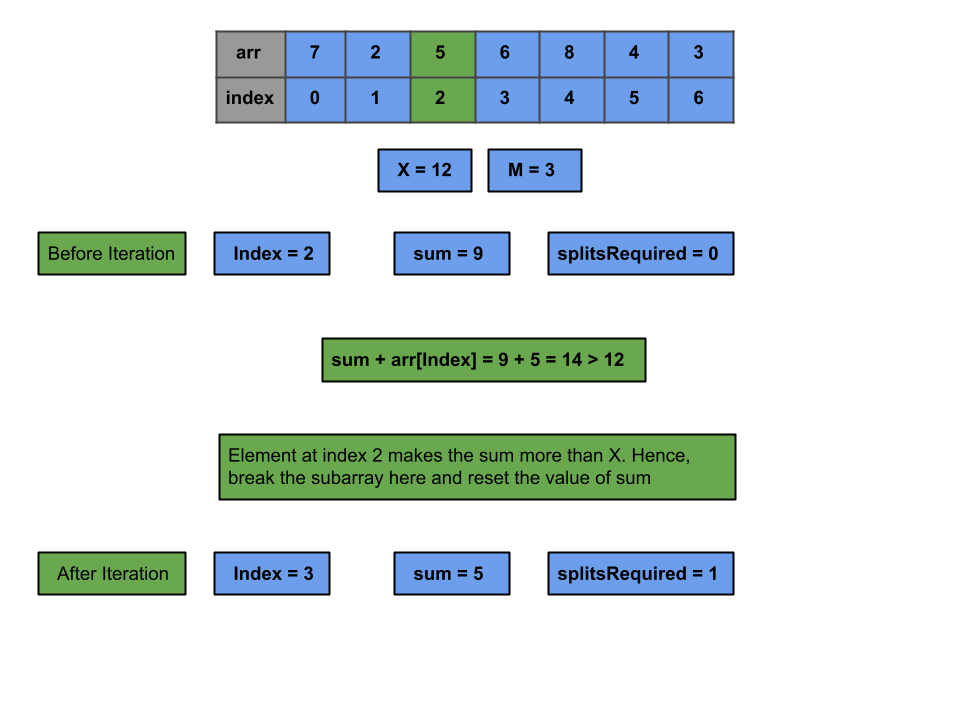 arr 7 2 5 6 8 4 3
index 0 1 2 3 4 5 6
X = 12 M = 3
Before Iteration Index = 2 sum = 9 splitsRequired = 0
sum + arr[Index] = 9 + 5 = 14 > 12
Element at index 2 makes the sum more than X. Hence,
break the subarray here and reset the value of sum
After Iteration Index = 3 sum = 5 splitsRequired = 1